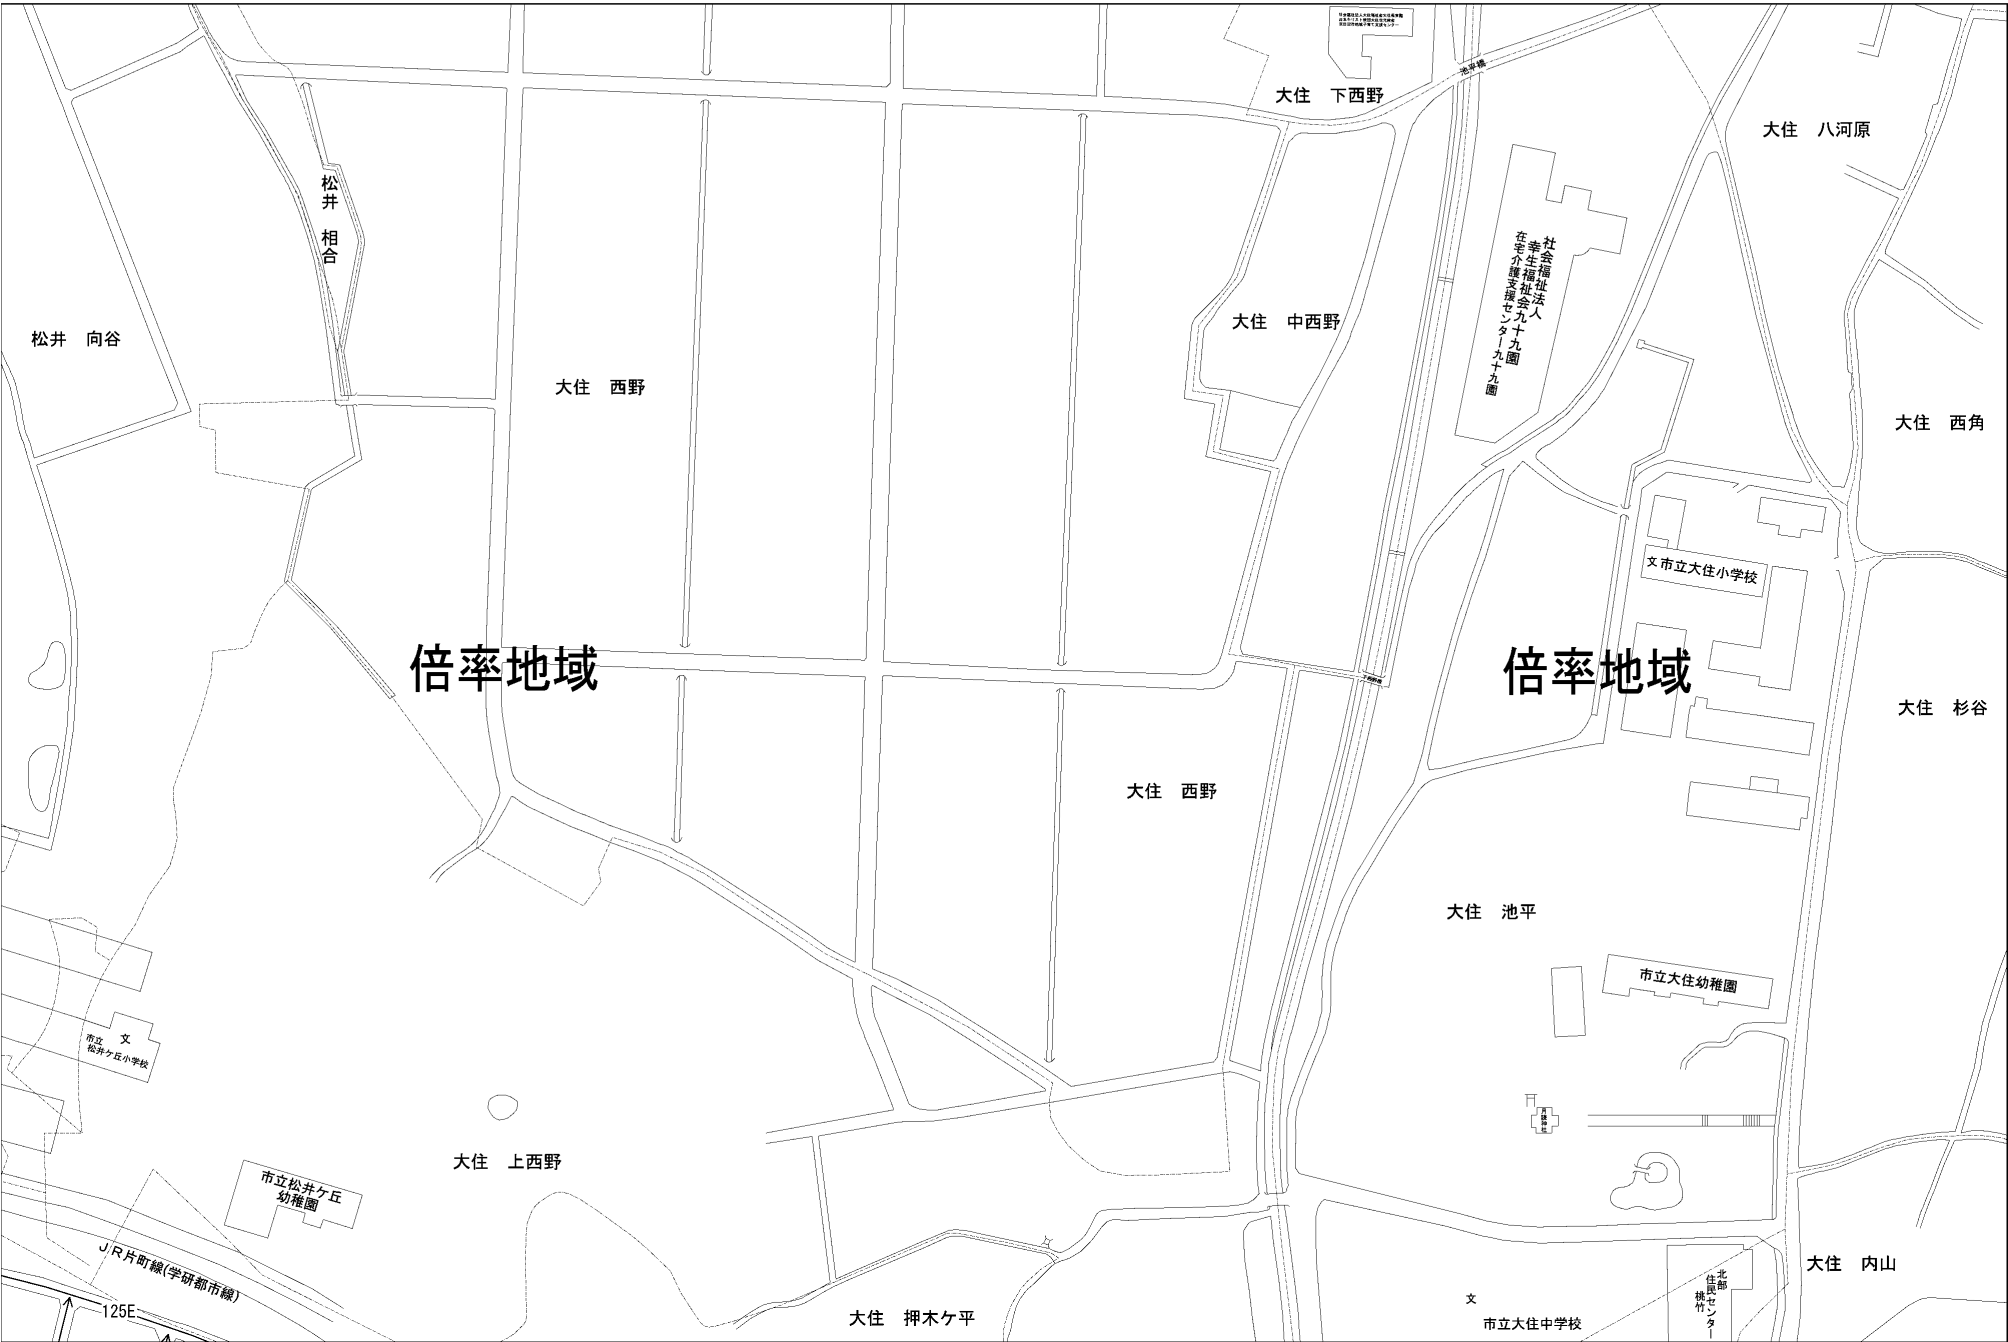 大住　下西野
池平橋
大住　八河原
松井　相合
社会福祉法人
幸生福祉会九十九園
在宅介護支援センター九十九園
松井　向谷
大住　中西野
大住　西野
大住　西角
文市立大住小学校
倍率地域
倍率地域
大住　杉谷
大住　西野
大住　池平
市立大住幼稚園
市立　文
松井ケ丘小学校
月読神社
大住　上西野
市立松井ケ丘
幼稚園
JR片町線(学研都市線)
125E
大住　内山
大住　押木ケ平
文
市立大住中学校
北部
住民センター
桃竹